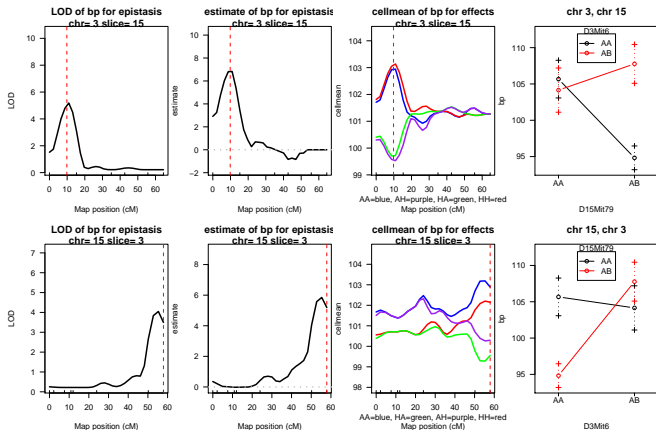 LOD of bp for epistasis
chr= 3 slice= 15
LOD
10
8
6
4
2
0
0 10 20 30 40 50 60
Map position (cM)
estimate of bp for epistasis
chr= 3 slice= 15
estimate
10
8
6
4
2
0
−2
0 10 20 30 40 50 60
Map position (cM)
cellmean of bp for effects
chr= 3 slice= 15
cellmean
105
104
103
102
101
100
99
0 10 20 30 40 50 60
AA=blue, AH=purple, HA=green, HH=red
Map position (cM)
chr 3, chr 15
D3Mit6
AA
AB
bp
110
105
100
95
AA AB
D15Mit79
LOD of bp for epistasis
chr= 15 slice= 3
LOD
7
6
5
4
3
2
1
0
0 10 20 30 40 50 60
Map position (cM)
estimate of bp for epistasis
chr= 15 slice= 3
estimate
8
6
4
2
0
0 10 20 30 40 50 60
Map position (cM)
cellmean of bp for effects
chr= 15 slice= 3
cellmean
105
104
103
102
101
100
99
98
0 10 20 30 40 50 60
AA=blue, HA=green, AH=purple, HH=red
Map position (cM)
chr 15, chr 3
D15Mit79
AA
AB
bp
110
105
100
95
AA AB
D3Mit6